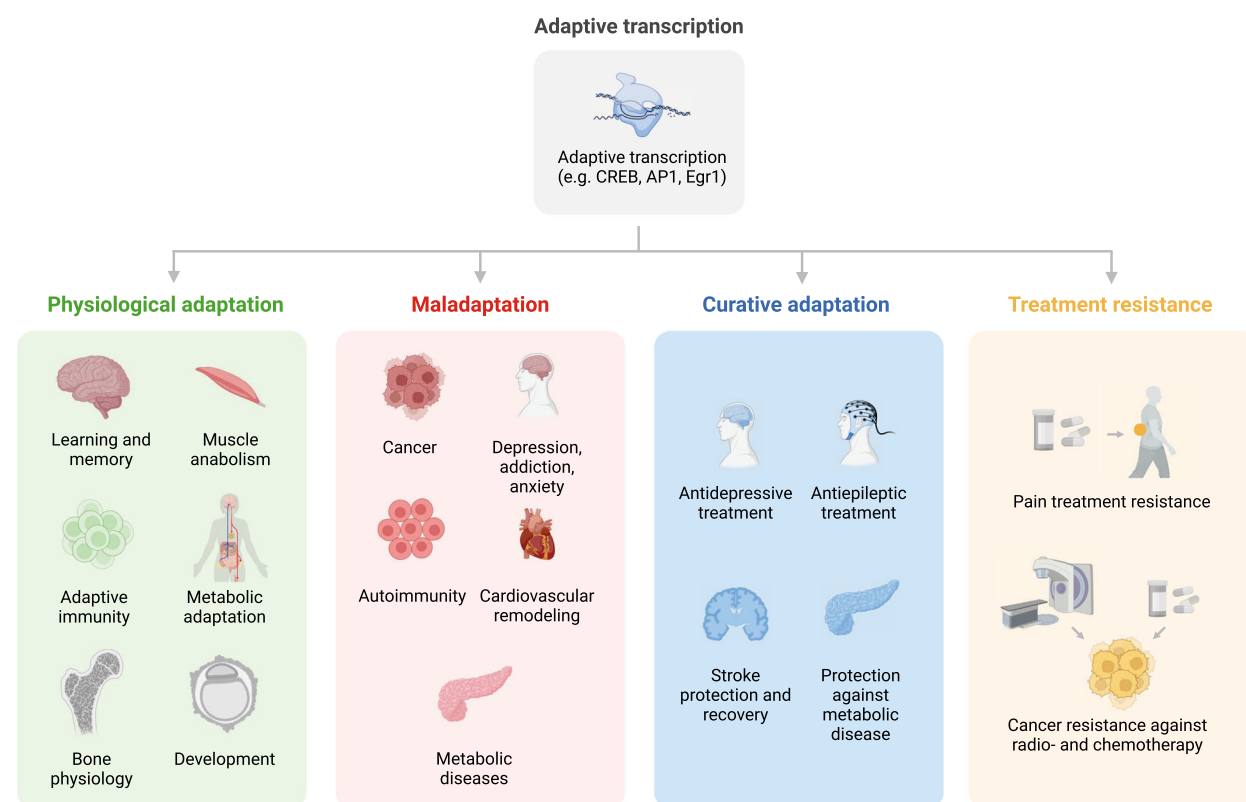 Adaptive transcription
Adaptive transcription
(e.g. CREB, AP1, Egr1)
Physiological adaptation
Learning and
memory
Muscle
anabolism
Adaptive
immunity
Metabolic
adaptation
Bone
physiology
Development
Maladaptation
Cancer
Depression,
addiction,
anxiety
Autoimmunity
Cardiovascular
remodeling
Metabolic
diseases
Curative adaptation
Antidepressive
treatment
Antiepileptic
treatment
Stroke
protection and
recovery
Protection
against
metabolic
disease
Treatment resistance
Pain treatment resistance
Cancer resistance against
radio- and chemotherapy